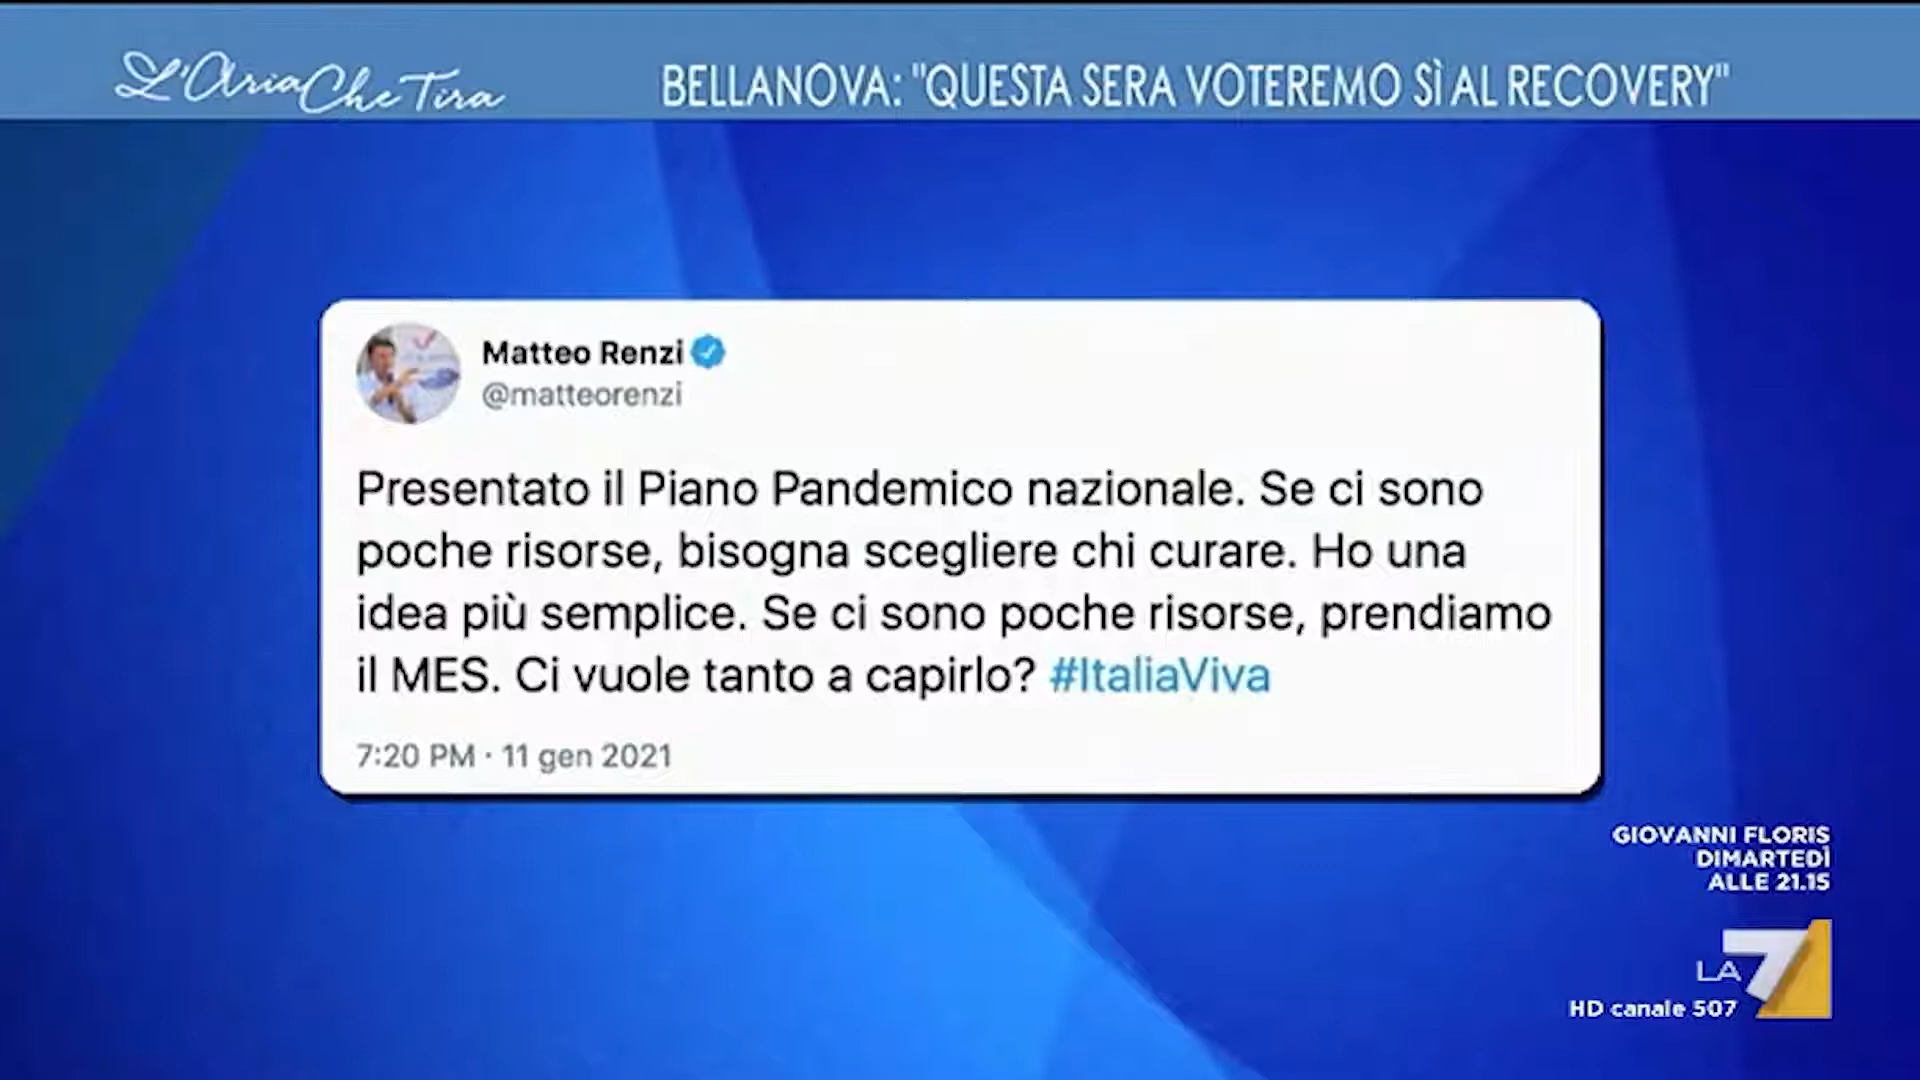 L'Aria Che Tira
BELLANOVA: "QUESTA SERA VOTEREMO SÌ AL RECOVERY"
Matteo Renzi
@matteorenzi
Presentato il Piano Pandemico nazionale. Se ci sono
poche risorse, bisogna scegliere chi curare. Ho una
idea più semplice. Se ci sono poche risorse, prendiamo
il MES. Ci vuole tanto a capirlo? #ItaliaViva
7:20 PM · 11 gen 2021
GIOVANNI FLORIS
DIMARTEDÌ
ALLE 21.15
LA 7
HD canale 507